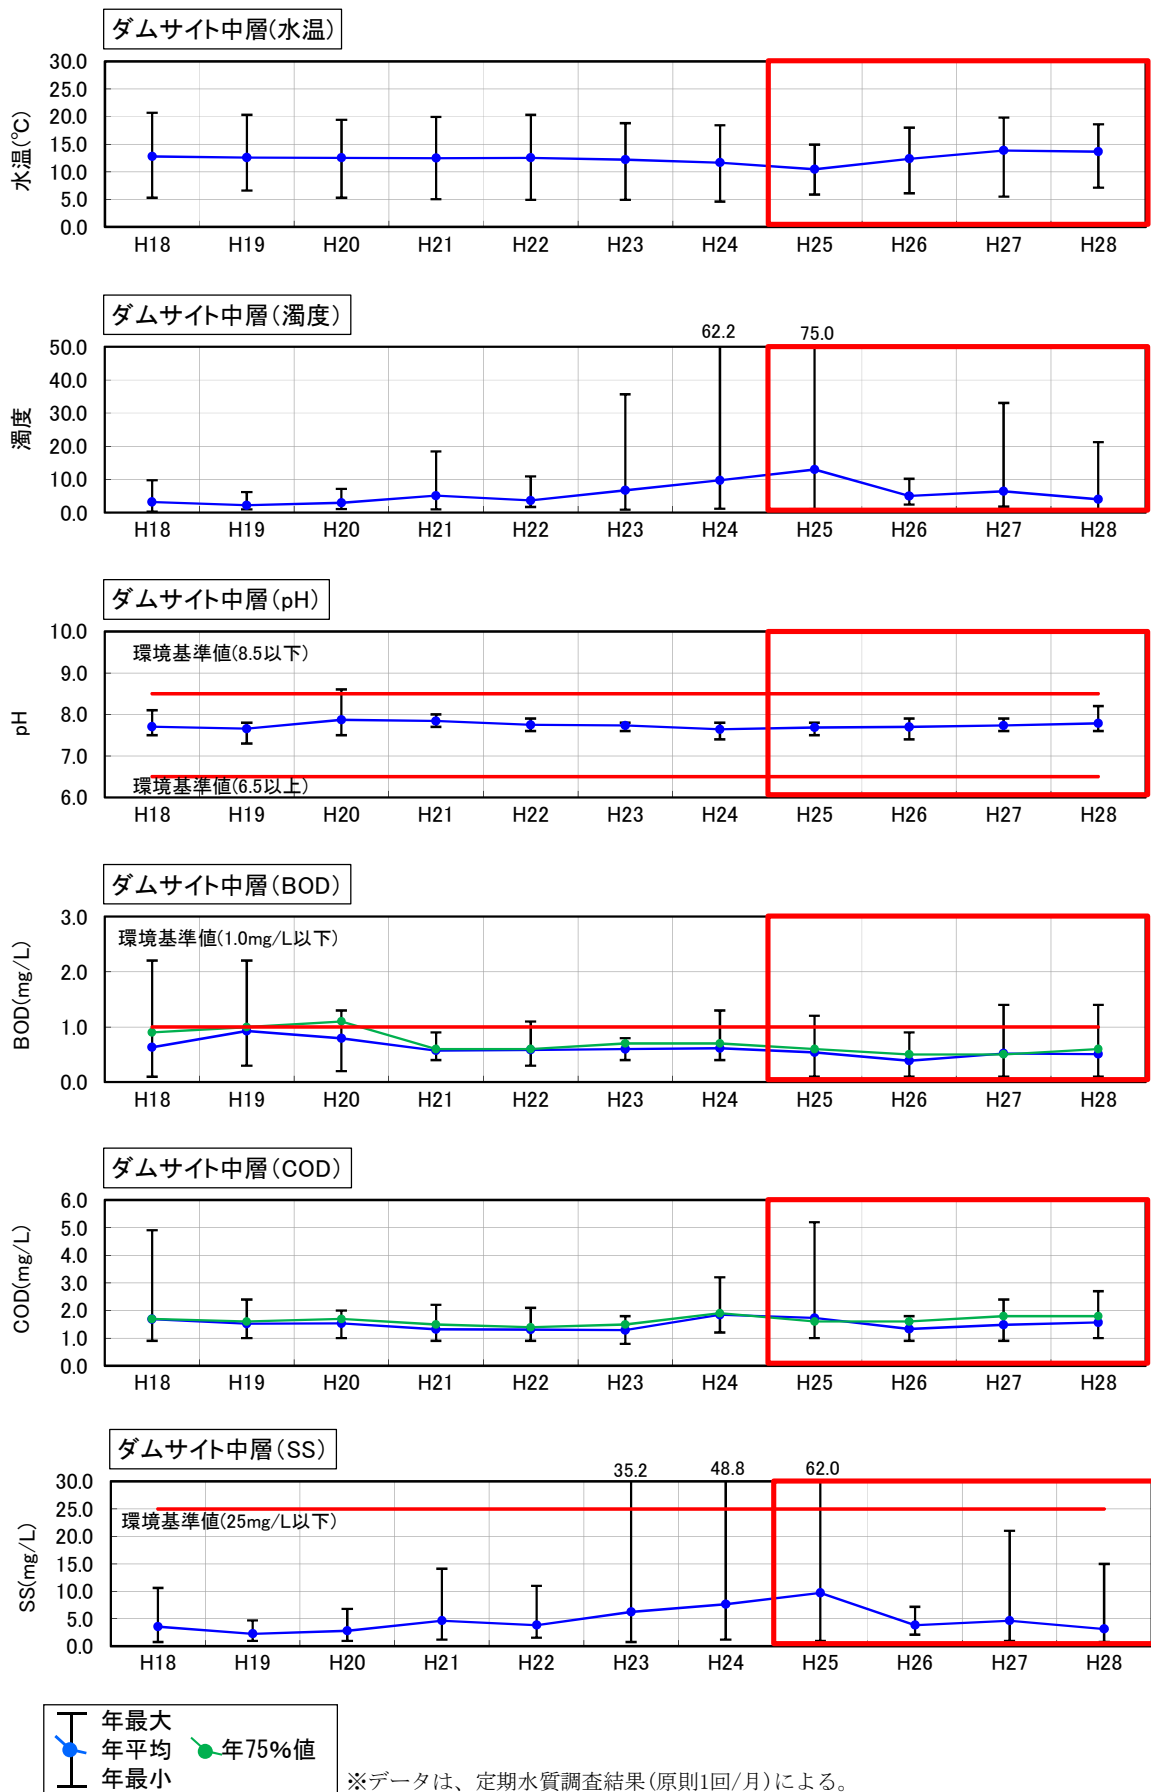 ダムサイト中層(水温)
30.0
25.0
20.0
15.0
10.0
5.0
0.0
水温(℃)
H18 H19 H20 H21 H22 H23 H24 H25 H26 H27 H28
ダムサイト中層(濁度)
62.2 75.0
50.0
40.0
30.0
20.0
10.0
0.0
濁度
H18 H19 H20 H21 H22 H23 H24 H25 H26 H27 H28
ダムサイト中層(pH)
10.0
9.0
8.0
7.0
6.0
pH
環境基準値(8.5以下)
環境基準値(6.5以上)
H18 H19 H20 H21 H22 H23 H24 H25 H26 H27 H28
ダムサイト中層(BOD)
3.0
2.0
1.0
0.0
BOD(mg/L)
環境基準値(1.0mg/L以下)
H18 H19 H20 H21 H22 H23 H24 H25 H26 H27 H28
ダムサイト中層(COD)
6.0
5.0
4.0
3.0
2.0
1.0
0.0
COD(mg/L)
H18 H19 H20 H21 H22 H23 H24 H25 H26 H27 H28
ダムサイト中層(SS)
35.2 48.8 62.0
30.0
25.0
20.0
15.0
10.0
5.0
0.0
SS(mg/L)
環境基準値(25mg/L以下)
H18 H19 H20 H21 H22 H23 H24 H25 H26 H27 H28
年最大
年平均 年75%値
年最小
※データは、定期水質調査結果(原則1回/月)による。